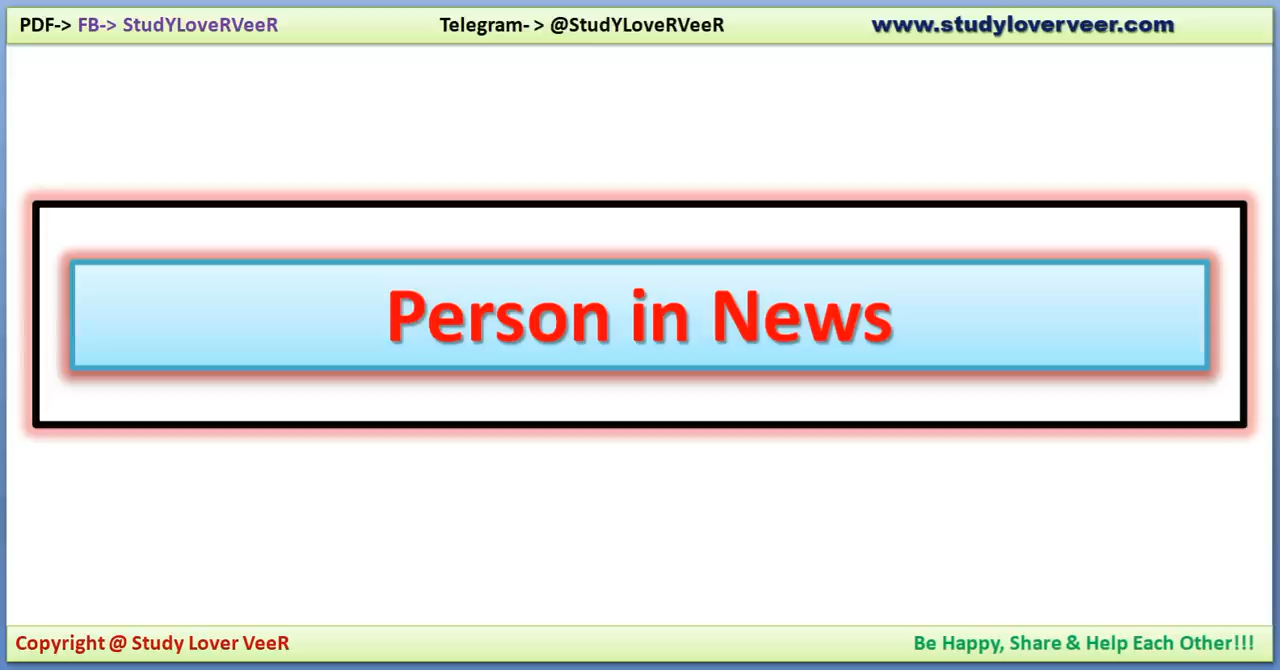 PDF-> FB-> StudYLoveRVeeR Telegram- > @StudYLoveRVeeR www.studyloverveer.com
Person in News
Copyright @ Study Lover VeeR Be Happy, Share & Help Each Other!!!